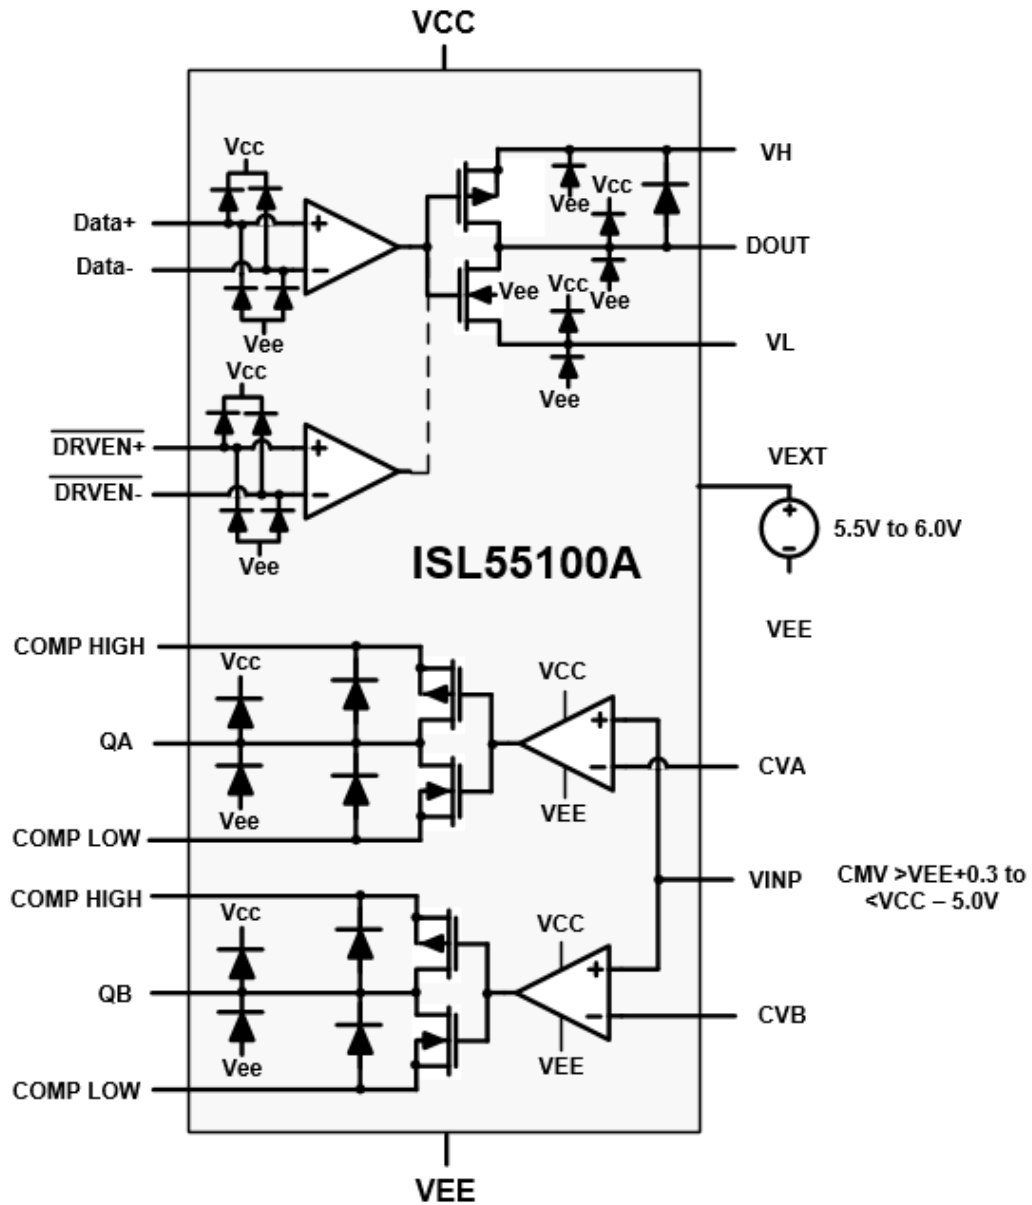 VCC
Vcc
VH
Vcc
Vee
Data+
+
DOUT
Data-
−
Vee
Vcc
Vee
Vee
VL
Vcc
Vee
DRVEN+
+
VEXT
DRVEN-
−
+
5.5V to 6.0V
−
Vee
ISL55100A
VEE
COMP HIGH
Vcc
VCC
+
QA
−
CVA
Vee
VEE
COMP LOW
VINP
CMV >VEE+0.3 to
<VCC – 5.0V
COMP HIGH
Vcc
VCC
+
QB
−
CVB
Vee
VEE
COMP LOW
VEE